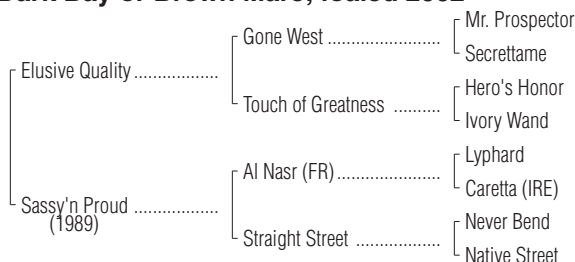 Dark Bay or Brown Mare; foaled 2002
Mr. Prospector
Gone West ........................
Secrettame
Elusive Quality ..................
Hero's Honor
Touch of Greatness ..........
Ivory Wand
Lyphard
Al Nasr (FR) ......................
Caretta (IRE)
Sassy'n Proud ..................
(1989)
Never Bend
Straight Street ..................
Native Street